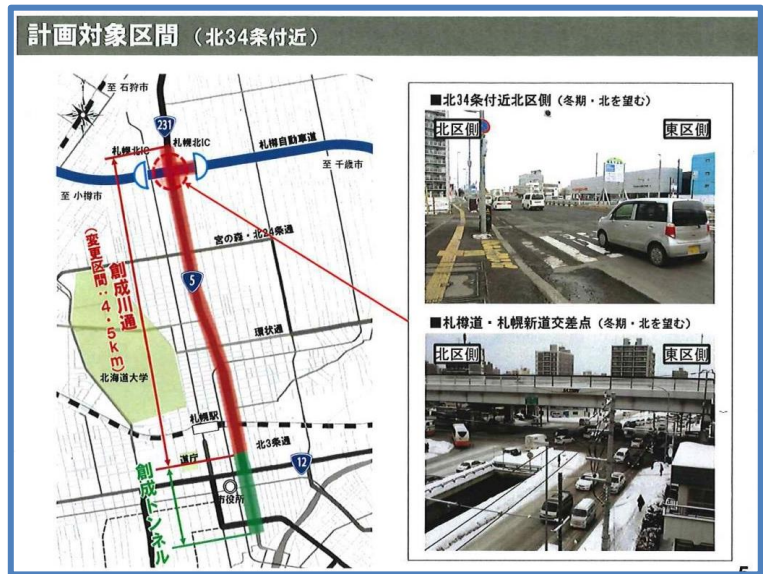 計画対象区間（北34条付近）
至 石狩市
231
札幌北IC
札幌北IC
札樽自動車道
至 千歳市
至 小樽市
宮の森・北24条通
創成川通
（変更区間：4．5km）
5
環状通
北海道大学
札幌駅
北3条通
道庁
12
市役所
創成トンネル
■北34条付近北区側（冬期・北を望む）
北区側
東区側
■札樽道・札幌新道交差点（冬期・北を望む）
北区側
東区側